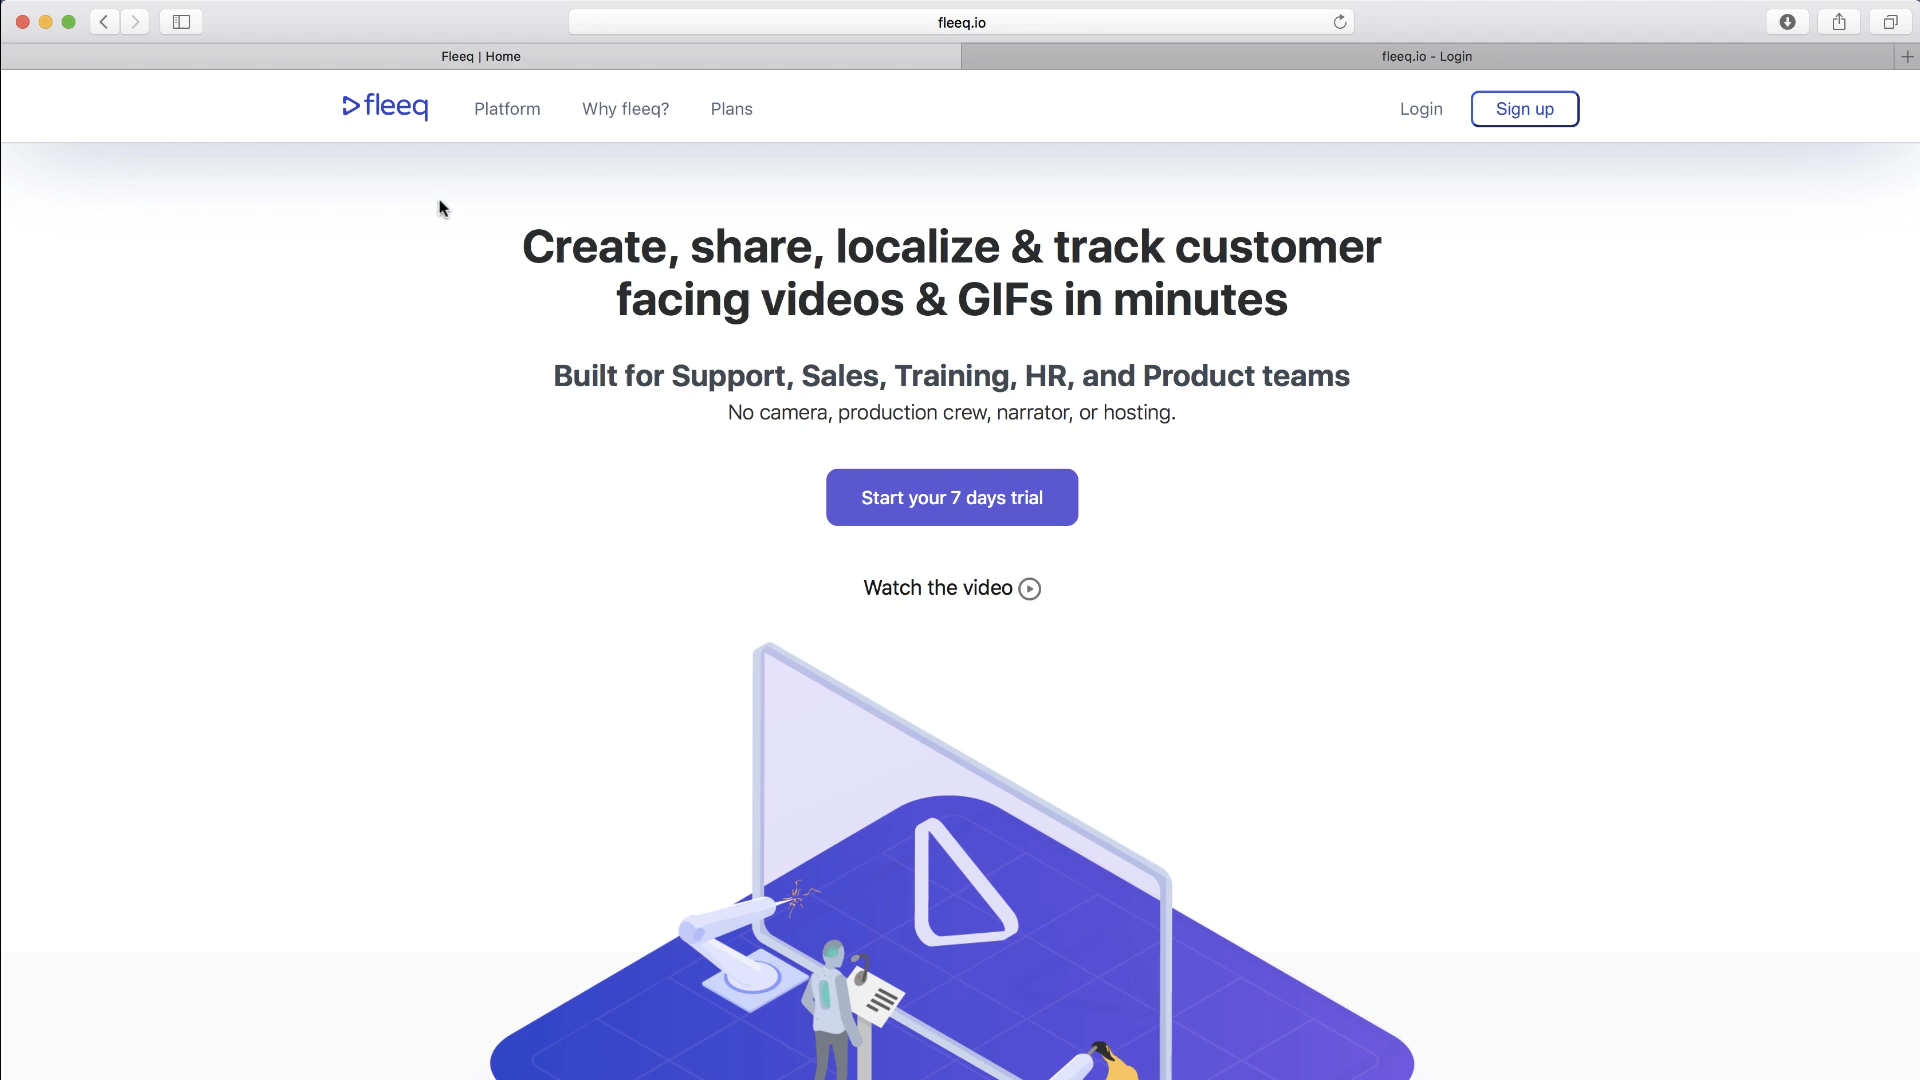 fleeq.io
Fleeq | Home
fleeq.io - Login
fleeq
Platform
Why fleeq?
Plans
Login
Sign up
Create, share, localize & track customer
facing videos & GIFs in minutes
Built for Support, Sales, Training, HR, and Product teams
No camera, production crew, narrator, or hosting.
Start your 7 days trial
Watch the video